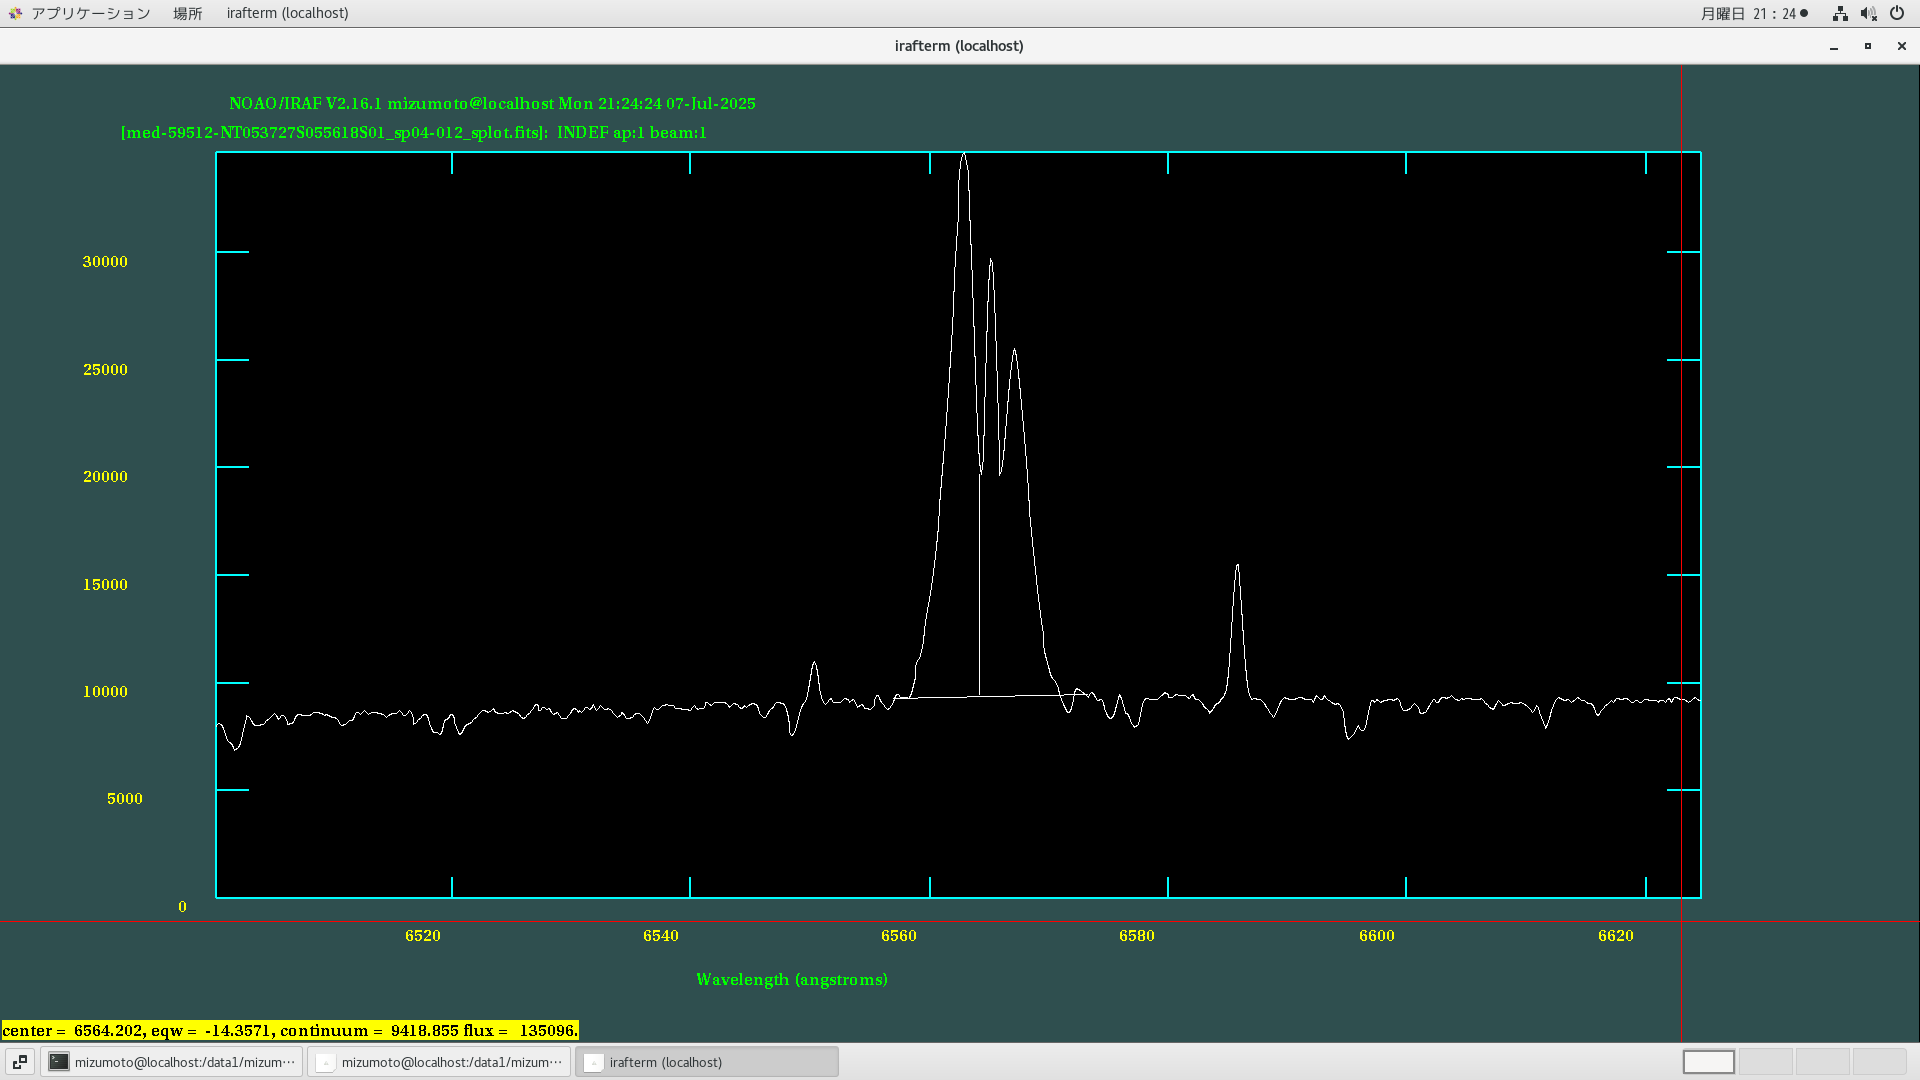 アプリケーション 場所 irafterm (localhost) 月曜日 21：24
irafterm (localhost)
NOAO/IRAF V2.16.1 mizumoto@localhost Mon 21:24:24 07-Jul-2025
[med-59512-NT053727S055618S01_sp04-012_splot.fits]: INDEF ap:1 beam:1
30000
25000
20000
15000
10000
5000
0
6520 6540 6560 6580 6600 6620
Wavelength (angstroms)
center = 6564.202, eqw = -14.3571, continuum = 9418.855 flux = 135096.
mizumoto@localhost:/data1/mizum… mizumoto@localhost:/data1/mizum… irafterm (localhost)